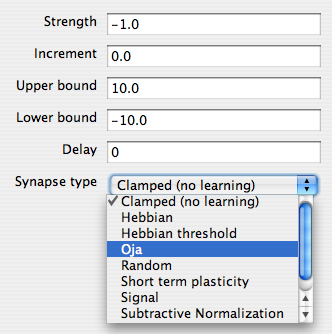 Strength -1.0
Increment 0.0
Upper bound 10.0
Lower bound -10.0
Delay 0
Synapse type Clamped (no learning)
✓ Clamped (no learning)
Hebbian
Hebbian threshold
Oja
Random
Short term plasticity
Signal
Subtractive Normalization